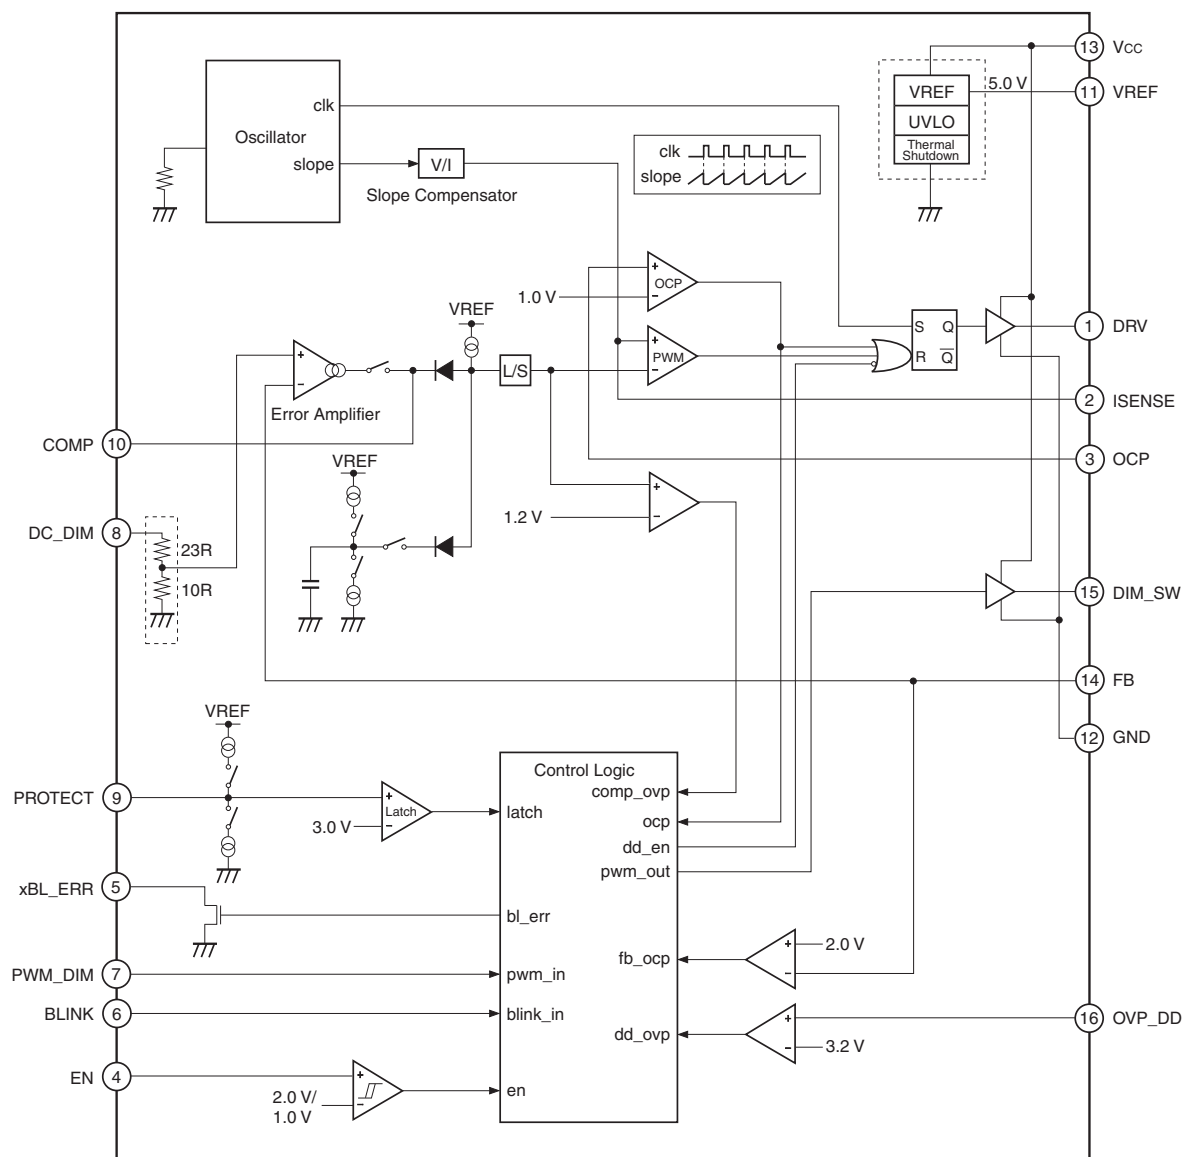 13 Vcc
VREF 5.0 V 11 VREF
clk
UVLO
Oscillator
Thermal
Shutdown
clk
slope V/I
slope
Slope Compensator
+
OCP
1.0 V −
VREF
S Q 1 DRV
+
PWM
+ L/S R Q
−
−
Error Amplifier 2 ISENSE
COMP 10
3 OCP
VREF
+
1.2 V −
DC_DIM 8
23R
10R 15 DIM_SW
14 FB
VREF
12 GND
Control Logic
comp_ovp
PROTECT 9 +
Latch latch
ocp
3.0 V −
dd_en
pwm_out
xBL_ERR 5
bl_err
+ 2.0 V
fb_ocp
PWM_DIM 7 pwm_in −
BLINK 6 blink_in + 16 OVP_DD
dd_ovp
− 3.2 V
EN 4 +
en
2.0 V/ −
1.0 V